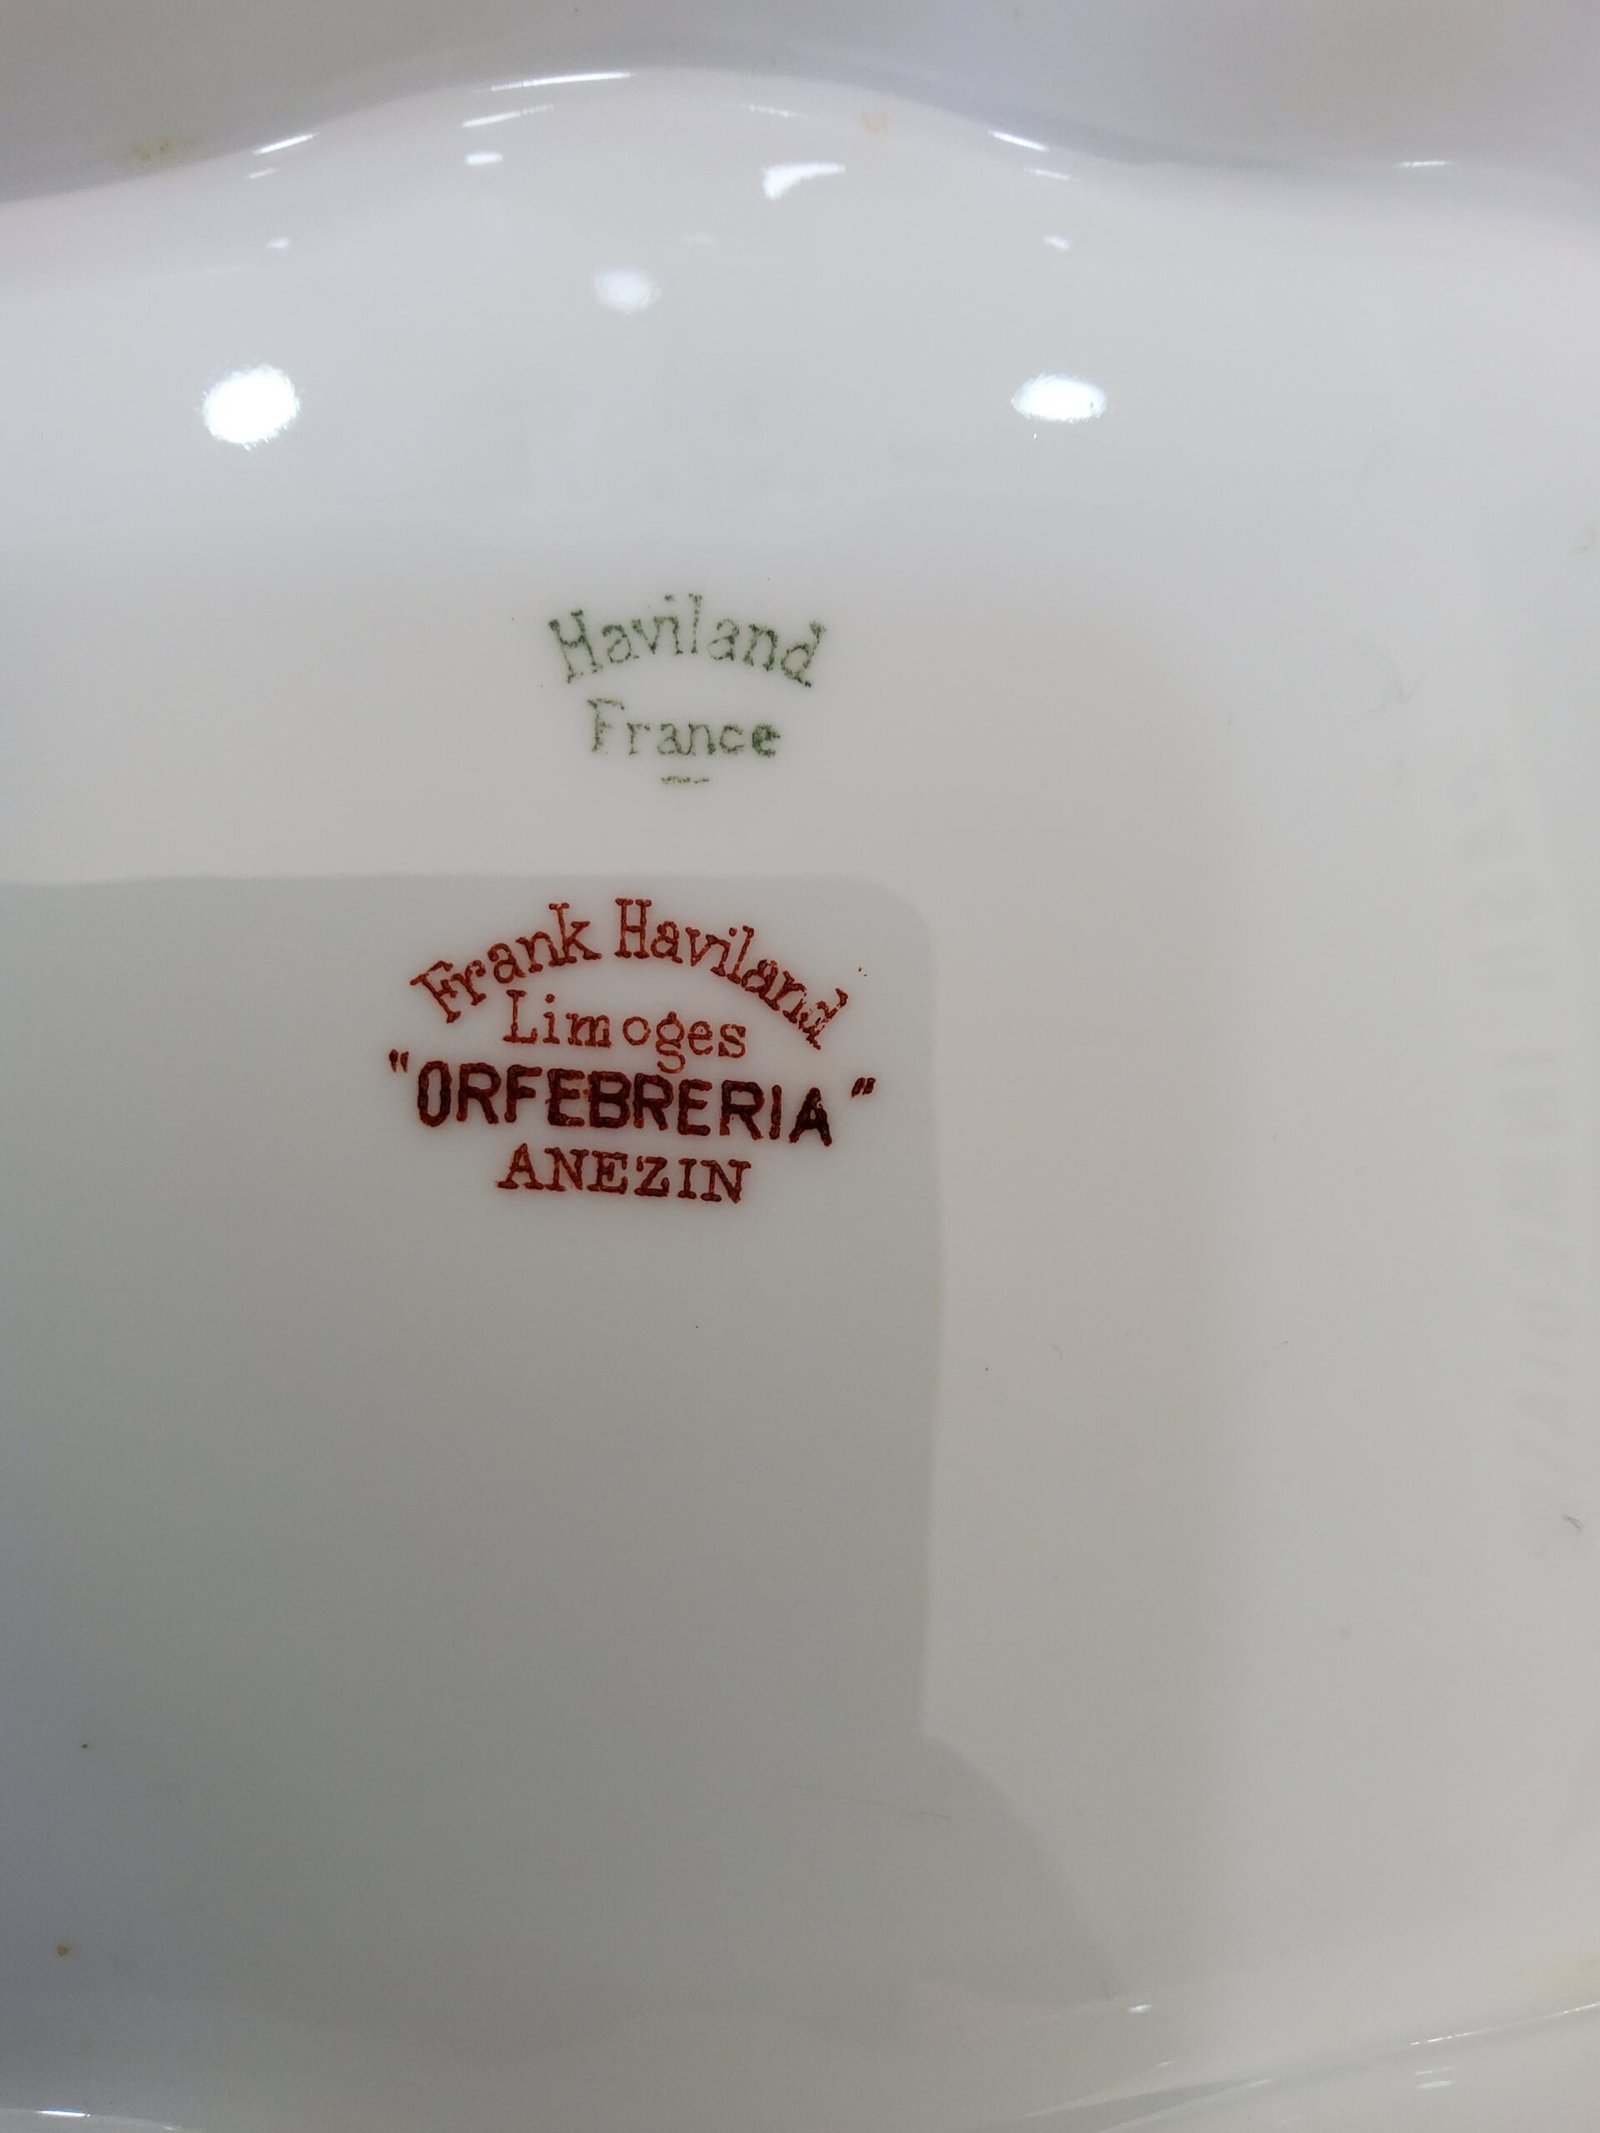 Haviland
France
Frank Haviland
Limoges
"ORFEBRERIA"
ANEZIN